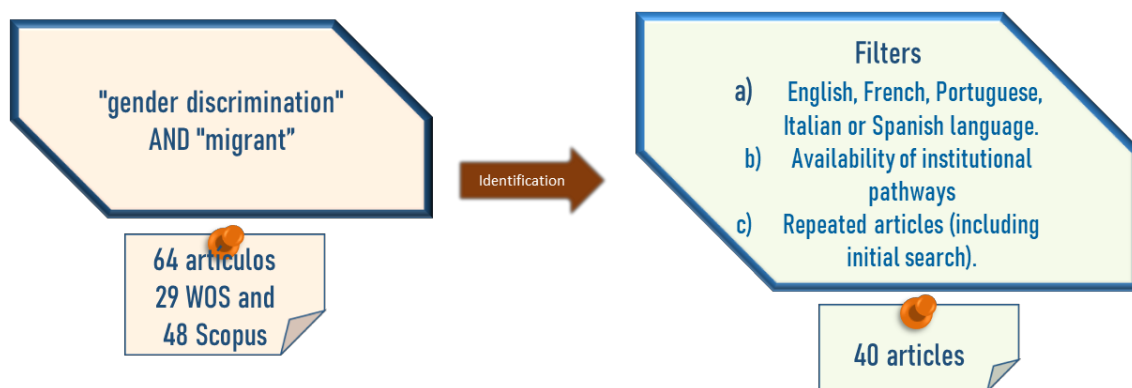 "gender discrimination"
AND "migrant”
64 artículos
29 WOS and
48 Scopus
Identification
Filters
a) English, French, Portuguese,
Italian or Spanish language.
b) Availability of institutional
pathways
c) Repeated articles (including
initial search).
40 articles